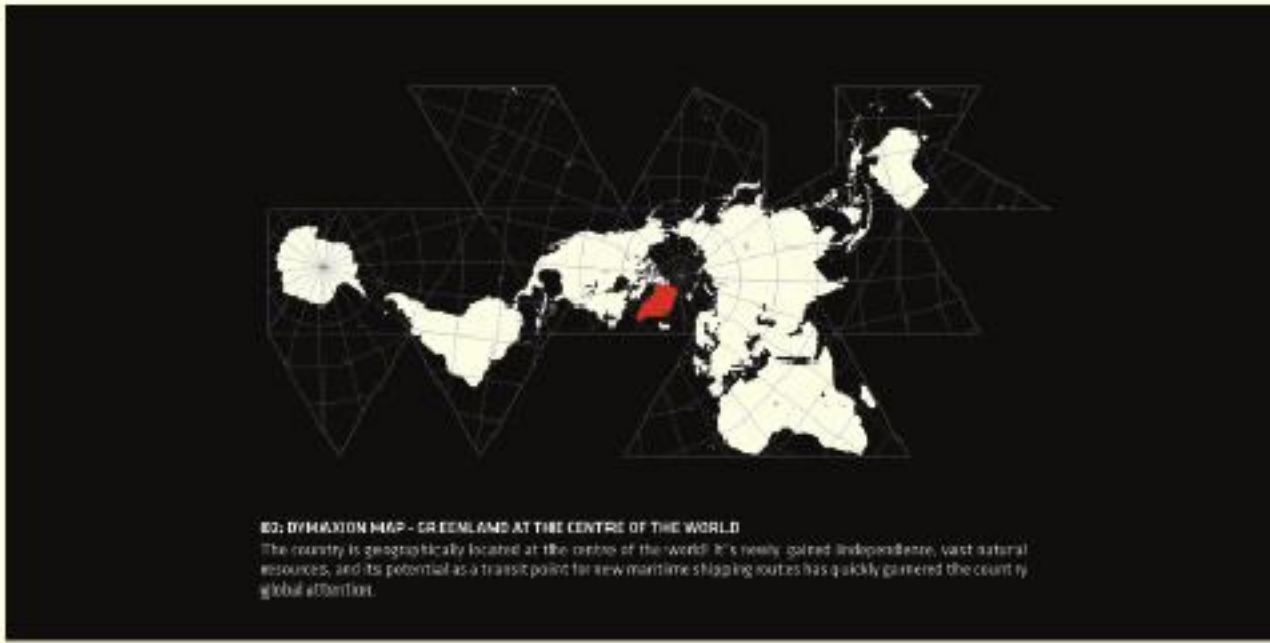 02: DYMAXION MAP - GREENLAND AT THE CENTRE OF THE WORLD
The country is geographically located at the centre of the world! It's newly gained independence, vast natural
resources, and its potential as a transit point for new maritime shipping routes has quickly garnered the country
global attention.